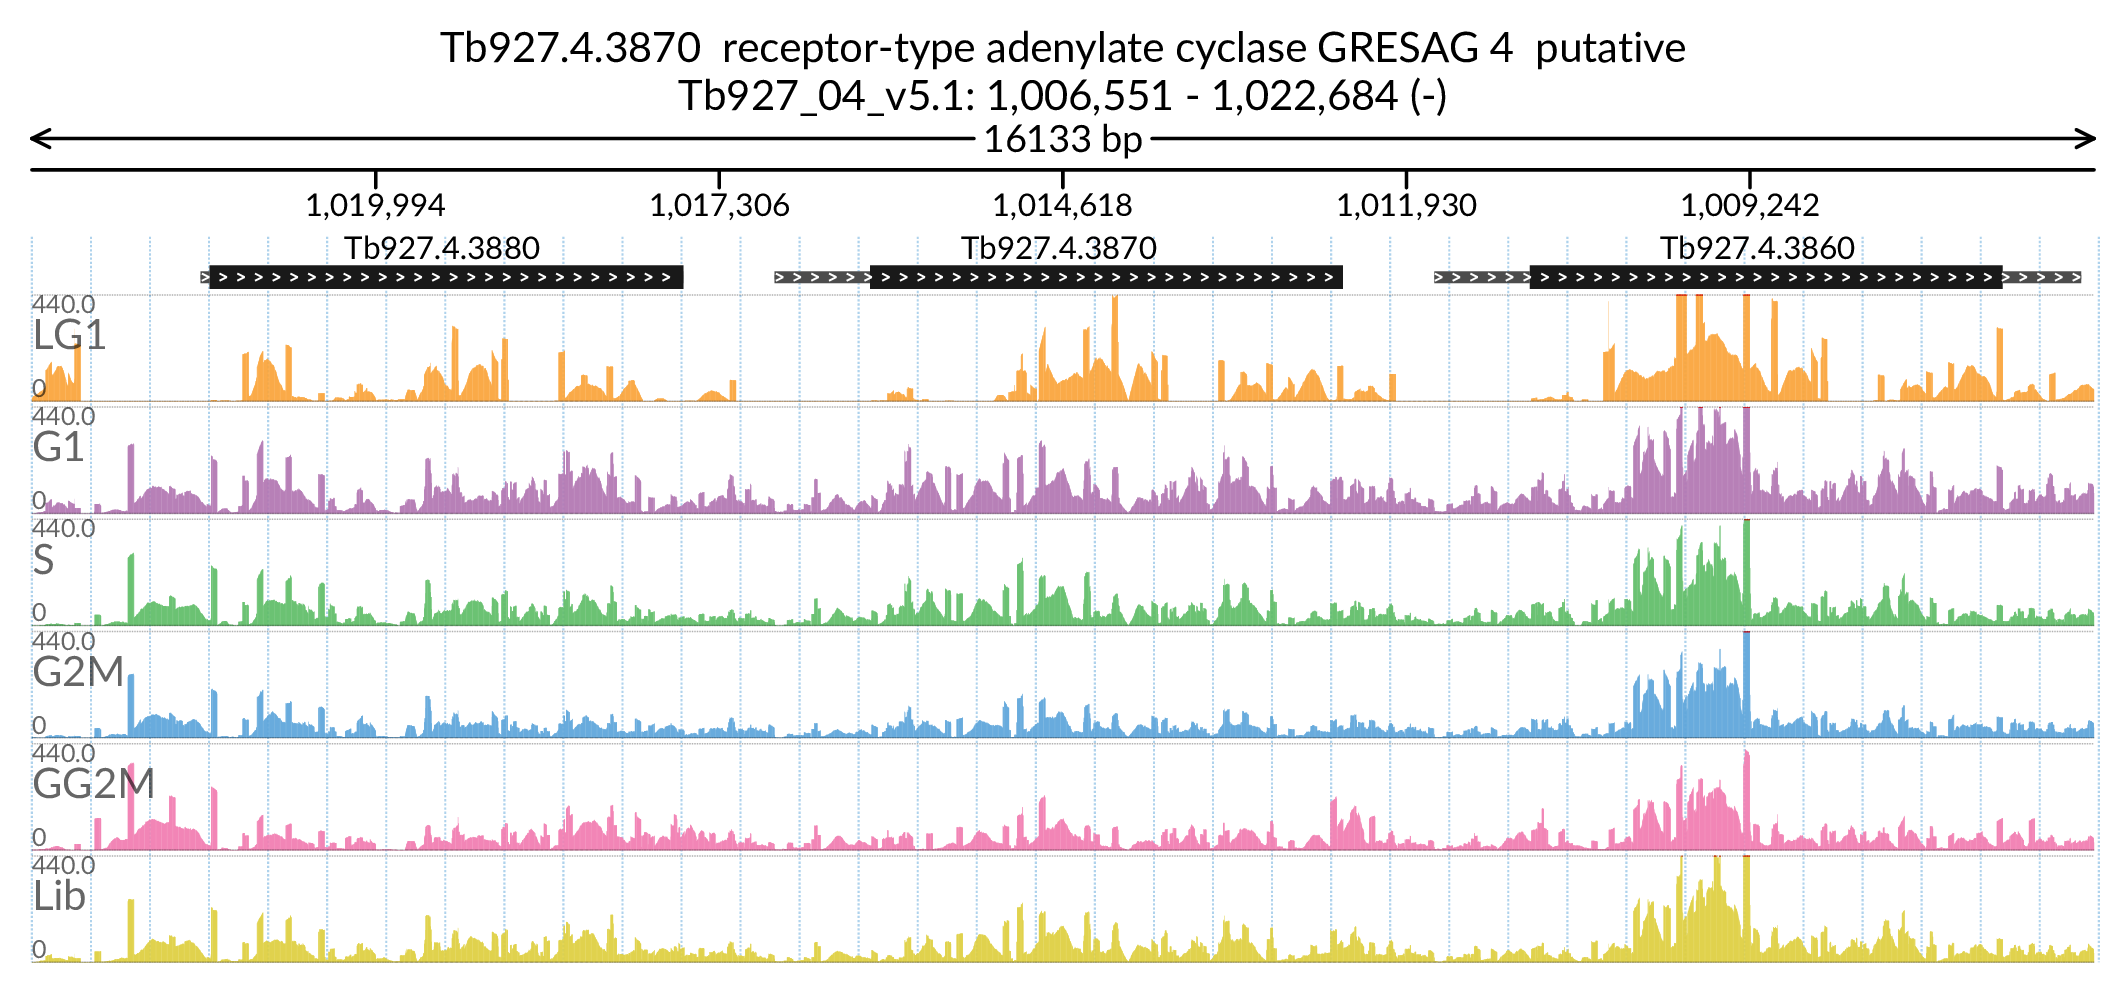 Tb927.4.3870 receptor-type adenylate cyclase GRESAG 4 putative
Tb927_04_v5.1: 1,006,551 - 1,022,684 (-)
16133 bp
1,019,994 1,017,306 1,014,618 1,011,930 1,009,242
Tb927.4.3880 Tb927.4.3870 Tb927.4.3860
440.0
LG1
0
440.0
G1
0
440.0
S
0
440.0
G2M
0
440.0
GG2M
0
440.0
Lib
0